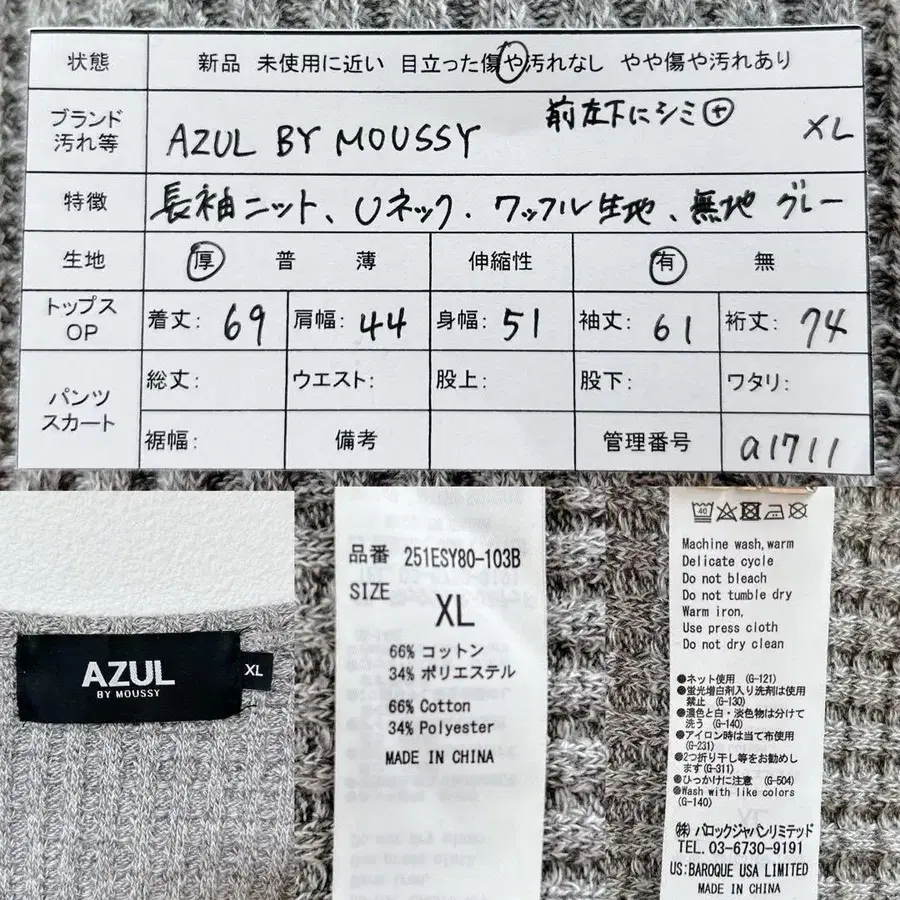 状態 新品 未使用に近い 目立った傷や汚れなし やや傷や汚れあり
ブランド
汚れ等
AZUL BY MOUSSY 前左下にシミ XL
特徴 長袖ニット、Uネック.ワッフル生地、無地 グレー
生地 厚 普 薄 伸縮性 有 無
トップス
OP
着丈: 69 肩幅: 44 身幅: 51 袖丈: 61 裄丈: 74
パンツ
スカート
総丈: ウエスト: 股上: 股下: ワタリ:
裾幅: 備考 管理番号 a1711
AZUL
BY MOUSSY
XL
品番 251ESY80-103B
SIZE
XL
66% コットン
34% ポリエステル
66% Cotton
34% Polyester
MADE IN CHINA
40
Machine wash,warm
Delicate cycle
Do not bleach
Do not tumble dry
Warm iron,
Use press cloth
Do not dry clean
●ネット使用 (G-121)
●蛍光増白剤入り洗剤は使用
禁止 (G-130)
●濃色と白・淡色物は分けて
洗う (G-140)
●アイロン時は当て布使用
(G-231)
●2つ折り干し等をお勧めし
ます(G-311)
●ひっかけに注意 (G-504)
●Wash with like colors
(G-140)
㈱ バロックジャパンリミテッド
TEL. 03-6730-9191
US:BAROQUE USA LIMITED
MADE IN CHINA